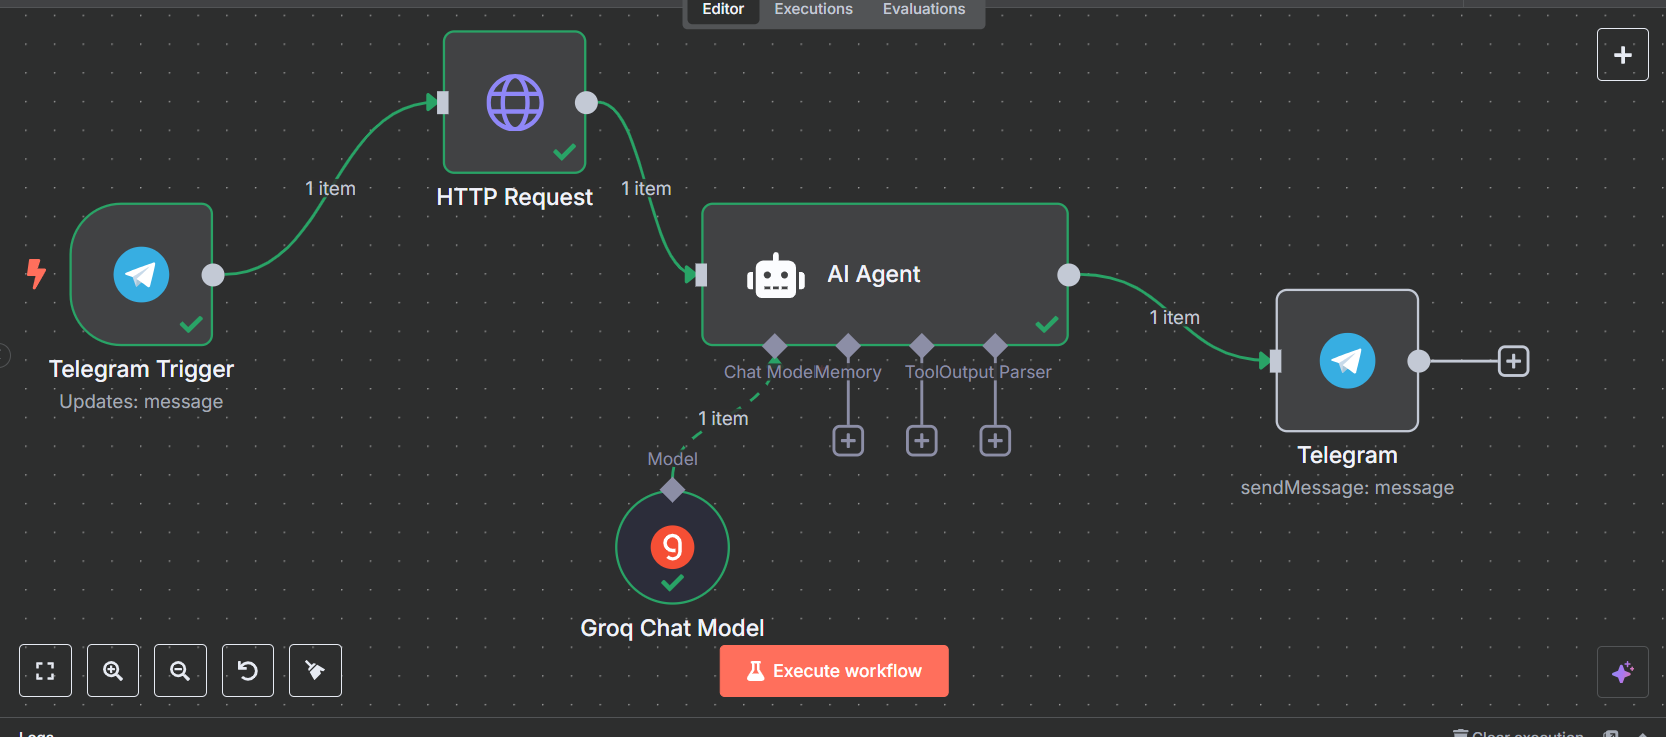 Editor
Executions
Evaluations
1 item
HTTP Request
1 item
AI Agent
1 item
Telegram Trigger
Updates: message
Chat Model
Memory
Tool
Output Parser
1 item
Model
Telegram
sendMessage: message
Groq Chat Model
Execute workflow
Logs
Clear execution